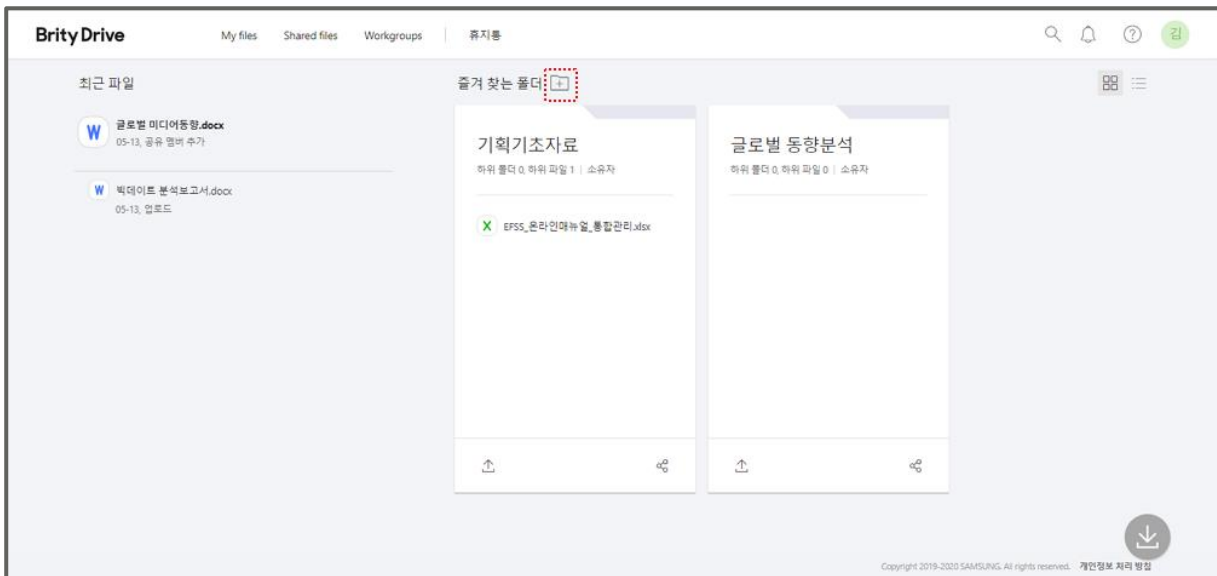 Brity Drive
My files Shared files Workgroups 휴지통
김
최근 파일
글로벌 미디어동향.docx
05-13, 공유 멤버 추가
빅데이트 분석보고서.docx
05-13, 업로드
즐겨 찾는 폴더
기획기초자료
하위 폴더 0, 하위 파일 1 | 소유자
EFSS_온라인매뉴얼_통합관리.xlsx
글로벌 동향분석
하위 폴더 0, 하위 파일 0 | 소유자
Copyright 2019-2020 SAMSUNG. All rights reserved. 개인정보 처리 방침